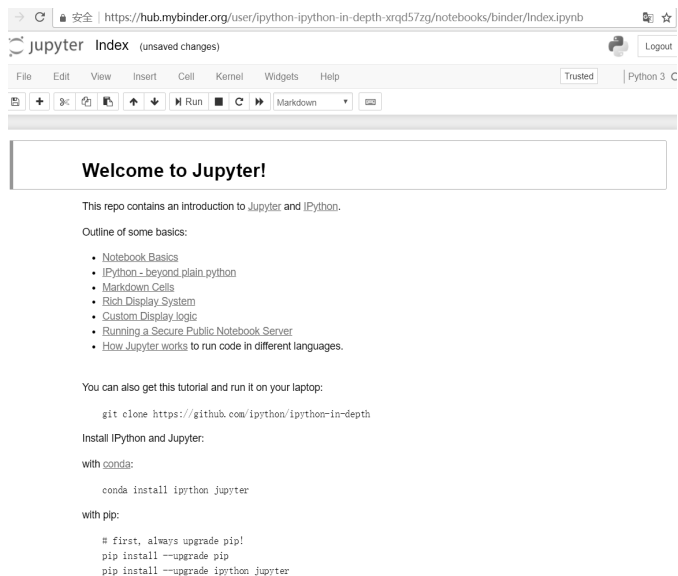 安全 | https://hub.mybinder.org/user/ipython-ipython-in-depth-xrqd57zg/notebooks/binder/Index.ipynb
jupyter Index (unsaved changes) Logout
File Edit View Insert Cell Kernel Widgets Help Trusted | Python 3
Run Markdown
Welcome to Jupyter!
This repo contains an introduction to Jupyter and IPython.
Outline of some basics:
• Notebook Basics
• IPython - beyond plain python
• Markdown Cells
• Rich Display System
• Custom Display logic
• Running a Secure Public Notebook Server
• How Jupyter works to run code in different languages.
You can also get this tutorial and run it on your laptop:
git clone https://github.com/ipython/ipython-in-depth
Install IPython and Jupyter:
with conda:
conda install ipython jupyter
with pip:
# first, always upgrade pip!
pip install --upgrade pip
pip install --upgrade ipython jupyter